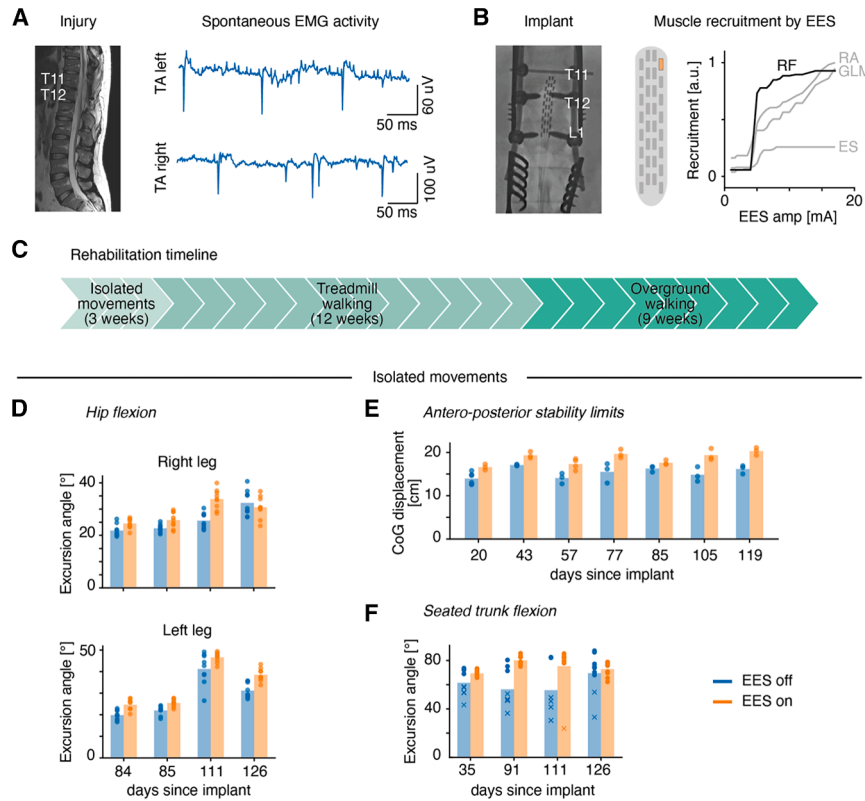 A
Injury
Spontaneous EMG activity
T11
T12
TA left
60 uV
50 ms
TA right
100 uV
50 ms
B
Implant
Muscle recruitment by EES
T11
T12
L1
Recruitment [a.u.]
1
0
RF
RA
ES
0
20
EES amp [mA]
C
Rehabilitation timeline
Isolated
movements
(3 weeks)
Treadmill
walking
(12 weeks)
Overground
walking
(9 weeks)
Isolated movements
D
Hip flexion
Right leg
Excursion angle [°]
40
20
0
Left leg
Excursion angle [°]
50
0
84 85 111 126
days since implant
E
Antero-posterior stability limits
CoG displacement
[cm]
20
10
0
20 43 57 77 85 105 119
days since implant
F
Seated trunk flexion
Excursion angle [°]
80
40
0
35 91 111 126
days since implant
EES off
EES on